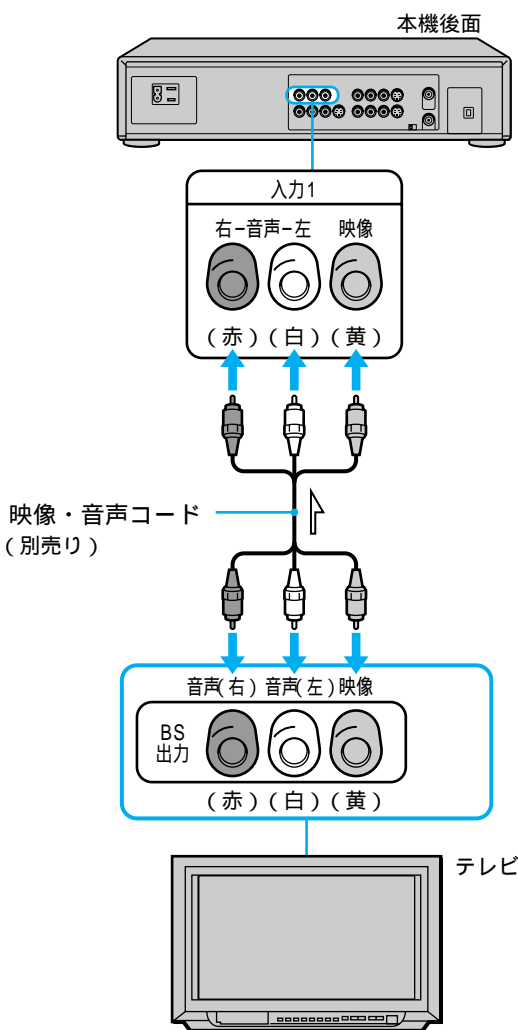 本機後面
入力1
右-音声-左 映像
(赤)(白)(黄)
映像・音声コード
(別売り)
音声(右)音声(左)映像
BS
出力
(赤)(白)(黄)
テレビ